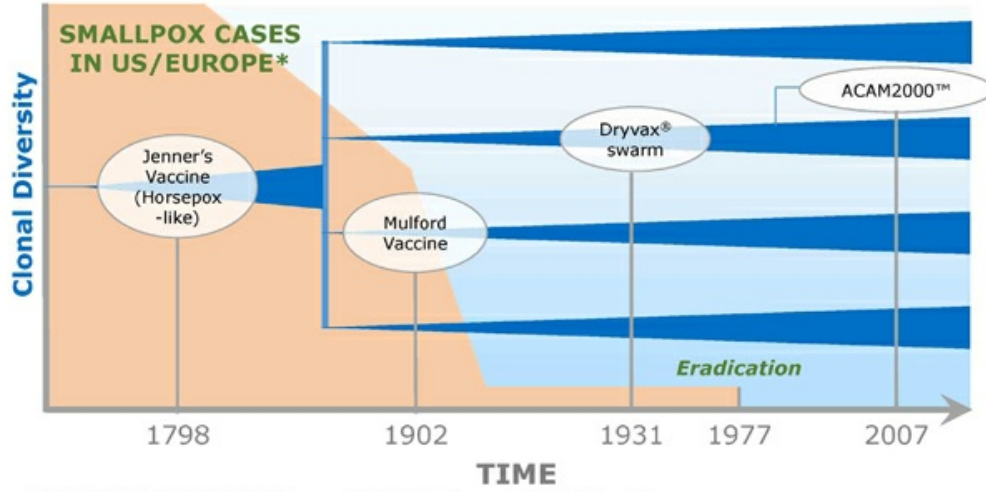 SMALLPOX CASES
IN US/EUROPE*
Clonal Diversity
Jenner's
Vaccine
(Horsepox
-like)
Mulford
Vaccine
Dryvax®
swarm
ACAM2000™
Eradication
1798
1902
1931
1977
2007
TIME